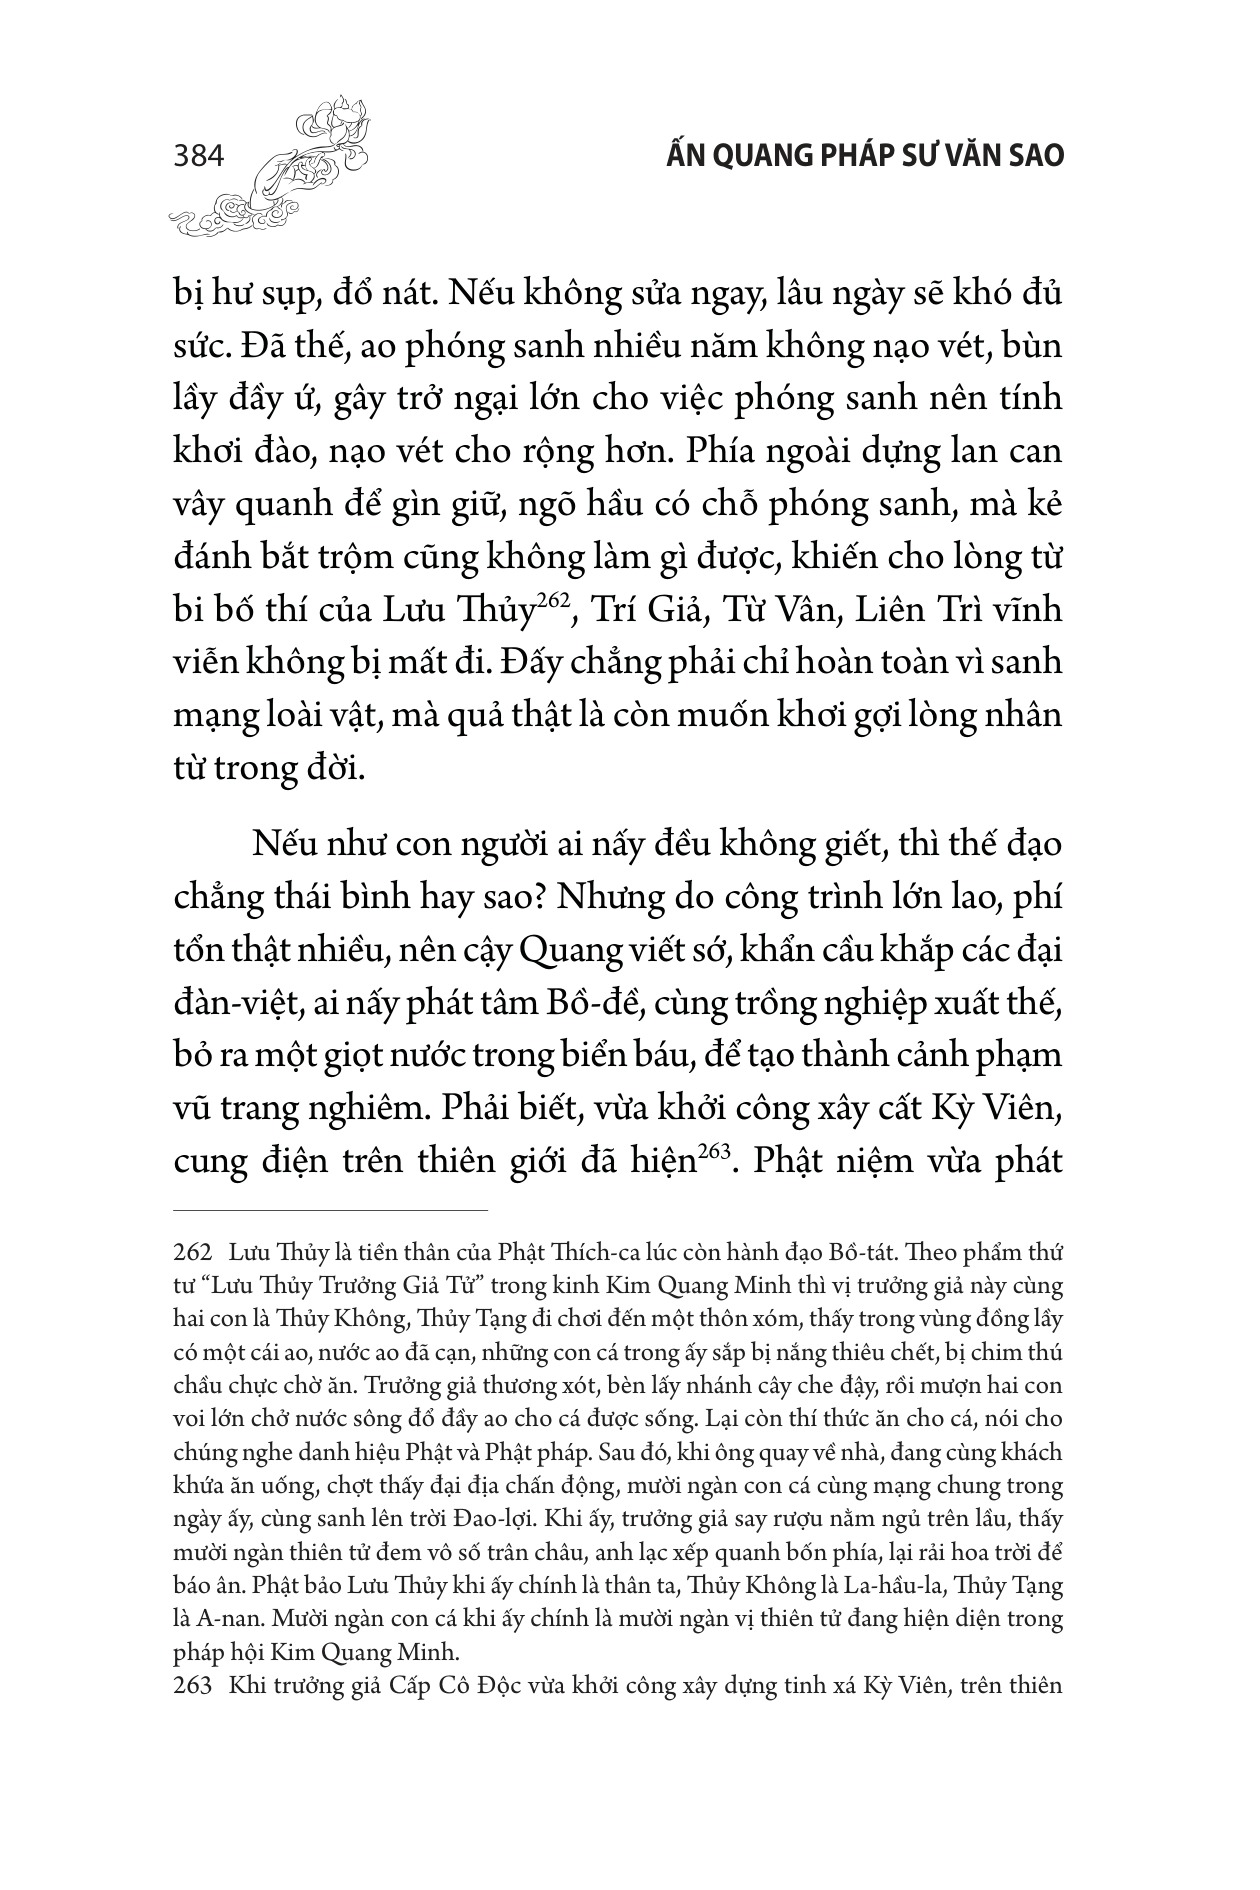 384
ẤN QUANG PHÁP SƯ VĂN SAO
bị hư sụp, đổ nát. Nếu không sửa ngay, lâu ngày sẽ khó đủ
sức. Đã thế, ao phóng sanh nhiều năm không nạo vét, bùn
lầy đầy ứ, gây trở ngại lớn cho việc phóng sanh nên tính
khơi đào, nạo vét cho rộng hơn. Phía ngoài dựng lan can
vây quanh để gìn giữ, ngõ hầu có chỗ phóng sanh, mà kẻ
đánh bắt trộm cũng không làm gì được, khiến cho lòng từ
bi bố thí của Lưu Thủy262, Trí Giả, Từ Vân, Liên Trì vĩnh
viễn không bị mất đi. Đấy chẳng phải chỉ hoàn toàn vì sanh
mạng loài vật, mà quả thật là còn muốn khơi gợi lòng nhân
từ trong đời.
Nếu như con người ai nấy đều không giết, thì thế đạo
chẳng thái bình hay sao? Nhưng do công trình lớn lao, phí
tổn thật nhiều, nên cậy Quang viết sớ, khẩn cầu khắp các đại
đàn-việt, ai nấy phát tâm Bồ-đề, cùng trồng nghiệp xuất thế,
bỏ ra một giọt nước trong biển báu, để tạo thành cảnh phạm
vũ trang nghiêm. Phải biết, vừa khởi công xây cất Kỳ Viên,
cung điện trên thiên giới đã hiện263. Phật niệm vừa phát
262 Lưu Thủy là tiền thân của Phật Thích-ca lúc còn hành đạo Bồ-tát. Theo phẩm thứ
tư “Lưu Thủy Trưởng Giả Tử” trong kinh Kim Quang Minh thì vị trưởng giả này cùng
hai con là Thủy Không, Thủy Tạng đi chơi đến một thôn xóm, thấy trong vùng đồng lầy
có một cái ao, nước ao đã cạn, những con cá trong ấy sắp bị nắng thiêu chết, bị chim thú
chầu chực chờ ăn. Trưởng giả thương xót, bèn lấy nhánh cây che đậy, rồi mượn hai con
voi lớn chở nước sông đổ đầy ao cho cá được sống. Lại còn thí thức ăn cho cá, nói cho
chúng nghe danh hiệu Phật và Phật pháp. Sau đó, khi ông quay về nhà, đang cùng khách
khứa ăn uống, chợt thấy đại địa chấn động, mười ngàn con cá cùng mạng chung trong
ngày ấy, cùng sanh lên trời Đao-lợi. Khi ấy, trưởng giả say rượu nằm ngủ trên lầu, thấy
mười ngàn thiên tử đem vô số trân châu, anh lạc xếp quanh bốn phía, lại rải hoa trời để
báo ân. Phật bảo Lưu Thủy khi ấy chính là thân ta, Thủy Không là La-hầu-la, Thủy Tạng
là A-nan. Mười ngàn con cá khi ấy chính là mười ngàn vị thiên tử đang hiện diện trong
pháp hội Kim Quang Minh.
263 Khi trưởng giả Cấp Cô Độc vừa khởi công xây dựng tinh xá Kỳ Viên, trên thiên